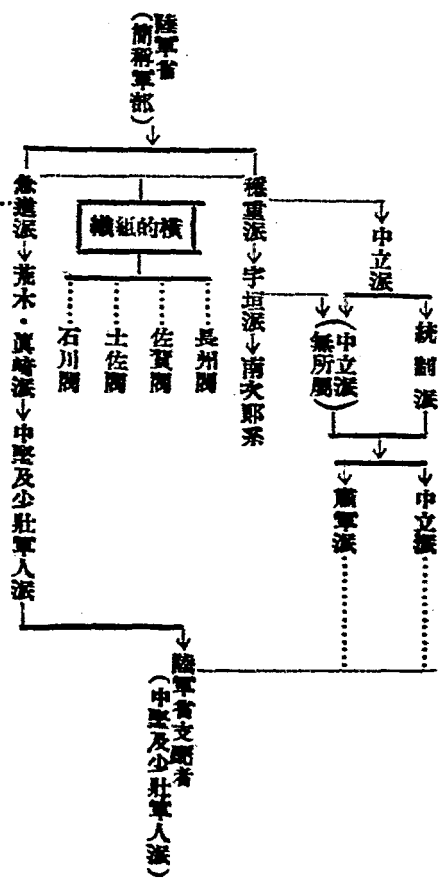 陸軍省
(簡稱軍部)
中立派
統制派
中立派
(中立派
無所屬)
肅軍派
穩重派
宇垣派
南次郎系
橫的組織
長州閥
佐賀閥
土佐閥
石川閥
急進派
荒木・眞崎派
中堅及少壯軍人派
陸軍省支配者
(中堅及少壯軍人派)